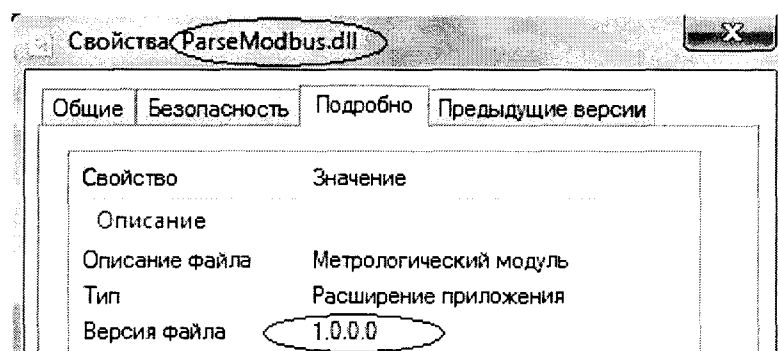 Свойства: ParseModbus.dll
Общие Безопасность Подробно Предыдущие версии
Свойство Значение
Описание
Описание файла Метрологический модуль
Тип Расширение приложения
Версия файла 1.0.0.0